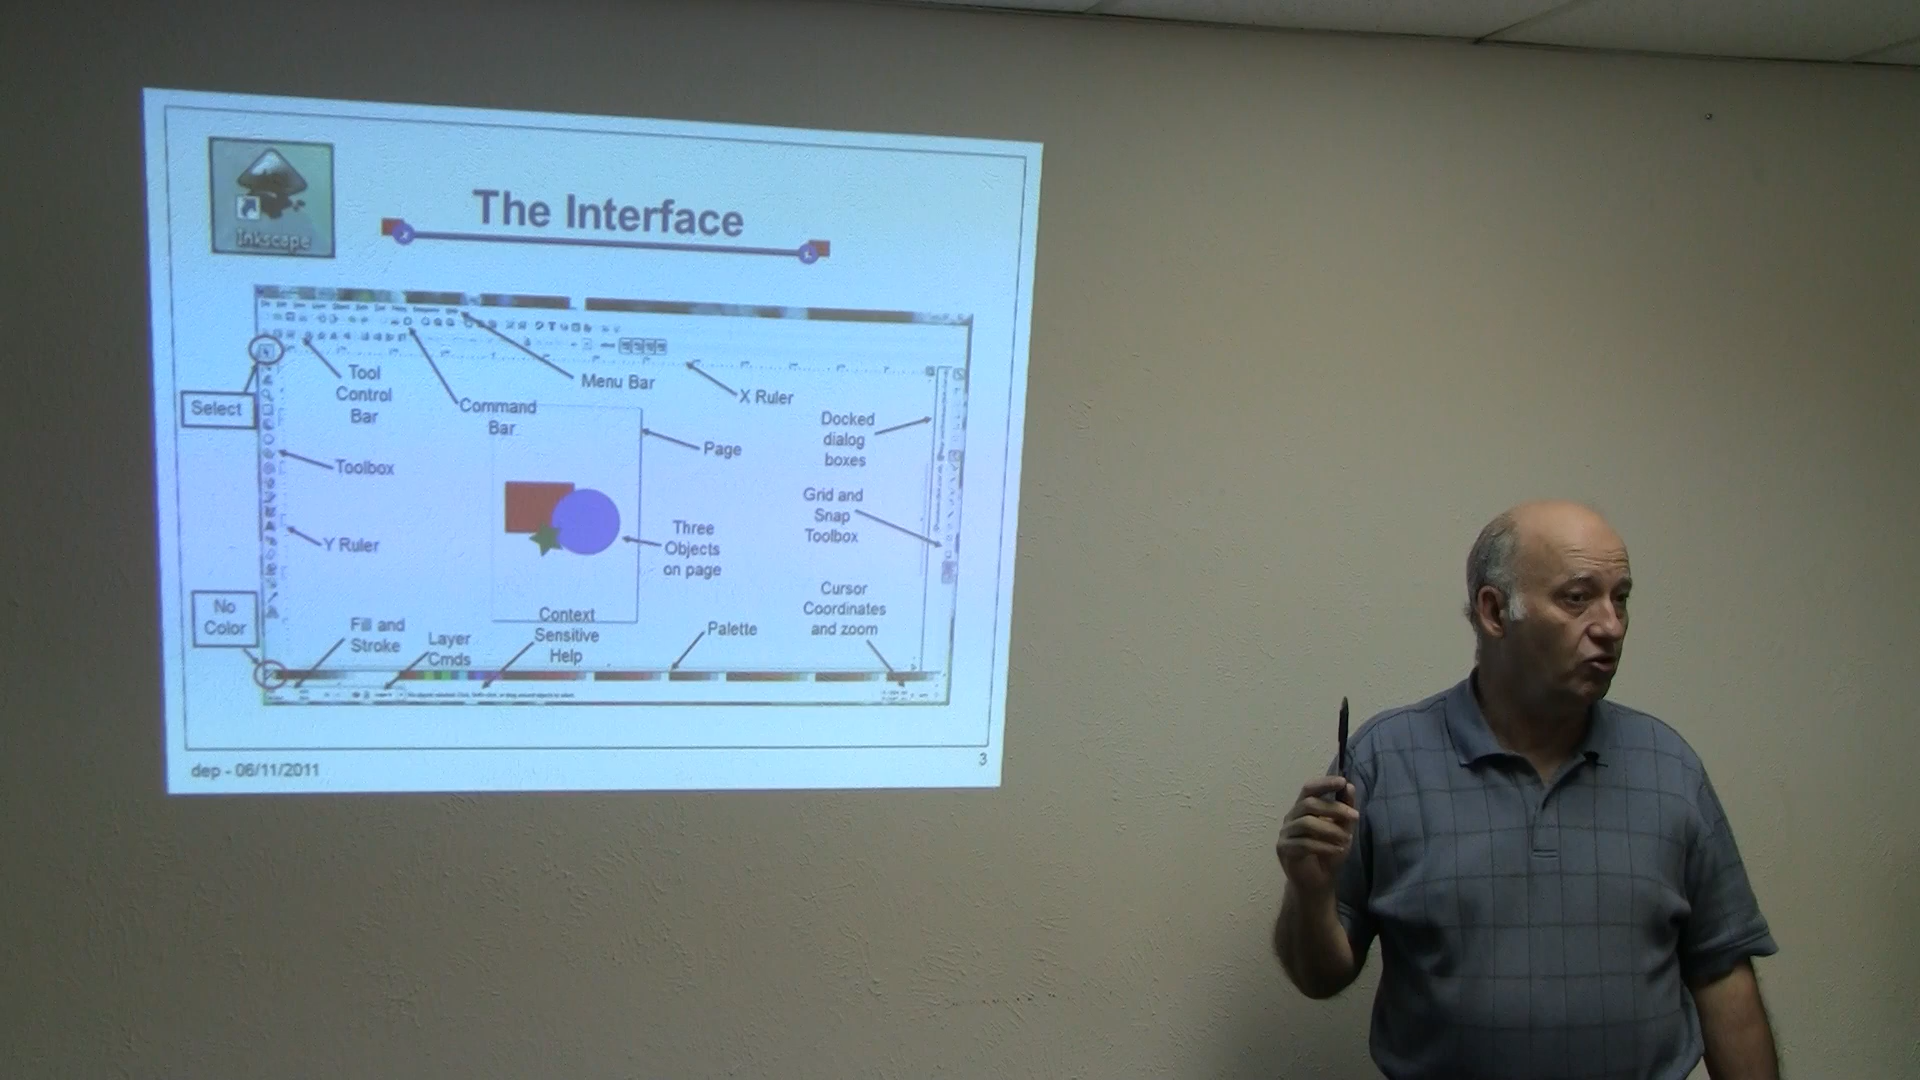 The Interface
Inkscape
Menu Bar
Tool
Control
Bar
X Ruler
Select
Command
Bar
Docked
dialog
boxes
Page
Toolbox
Grid and
Snap
Toolbox
Y Ruler
Three
Objects
on page
No
Color
Cursor
Coordinates
and zoom
Fill and
Stroke
Layer
Cmds
Context
Sensitive
Help
Palette
dep - 06/11/2011
3